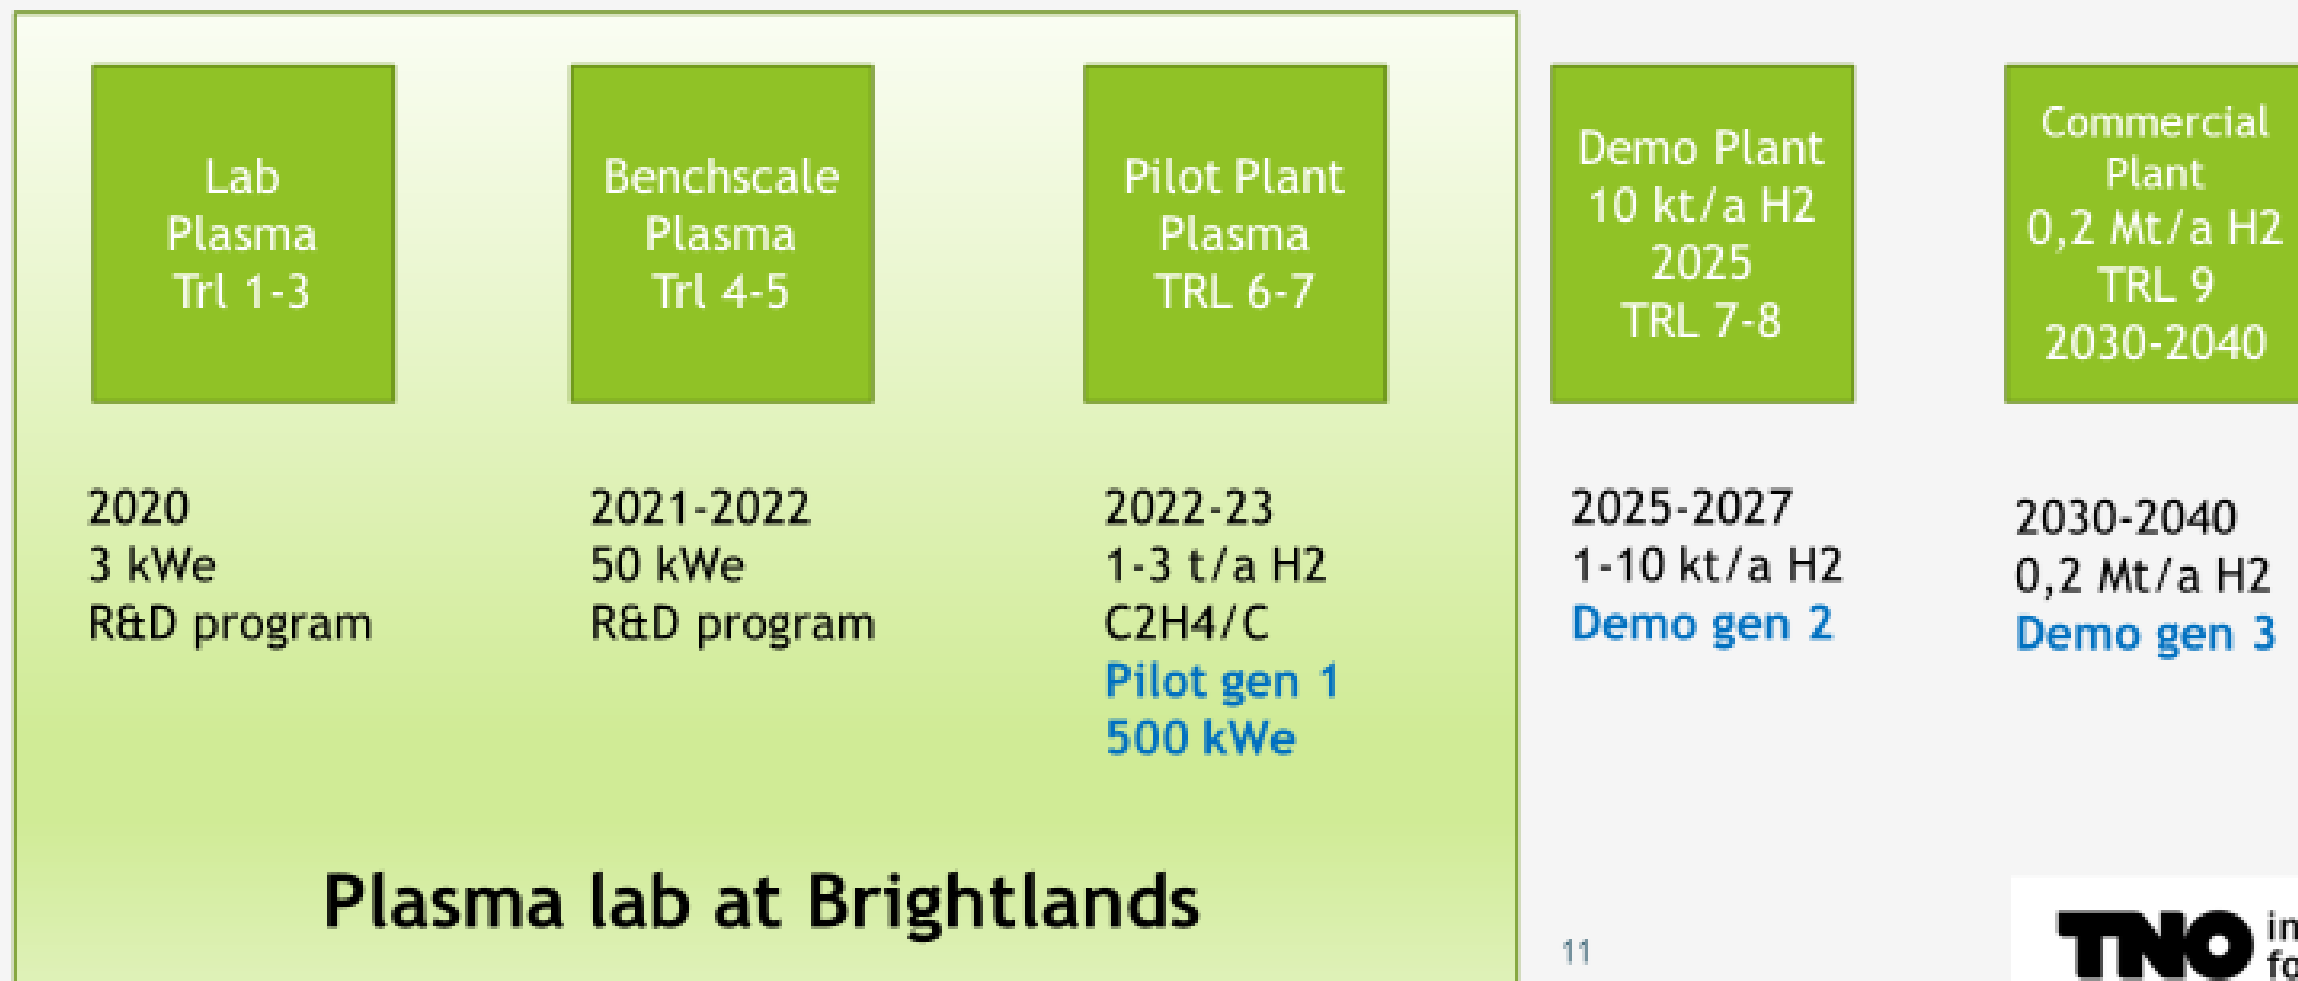 Lab
Plasma
Trl 1-3
Benchscale
Plasma
Trl 4-5
Pilot Plant
Plasma
TRL 6-7
Demo Plant
10 kt/a H2
2025
TRL 7-8
Commercial
Plant
0,2 Mt/a H2
TRL 9
2030-2040
2020
3 kWe
R&D program
2021-2022
50 kWe
R&D program
2022-23
1-3 t/a H2
C2H4/C
Pilot gen 1
500 kWe
2025-2027
1-10 kt/a H2
Demo gen 2
2030-2040
0,2 Mt/a H2
Demo gen 3
Plasma lab at Brightlands
11
TNO